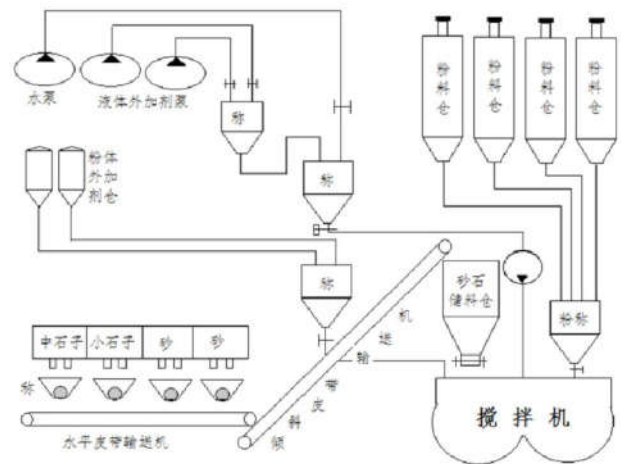 水泵
液体外加剂泵
称
粉料仓
粉料仓
粉料仓
粉料仓
粉体
外加
剂仓
称
称
砂石
储料仓
粉称
中石子
小石子
砂
砂
称
倾斜皮带输送机
水平皮带输送机
搅拌机